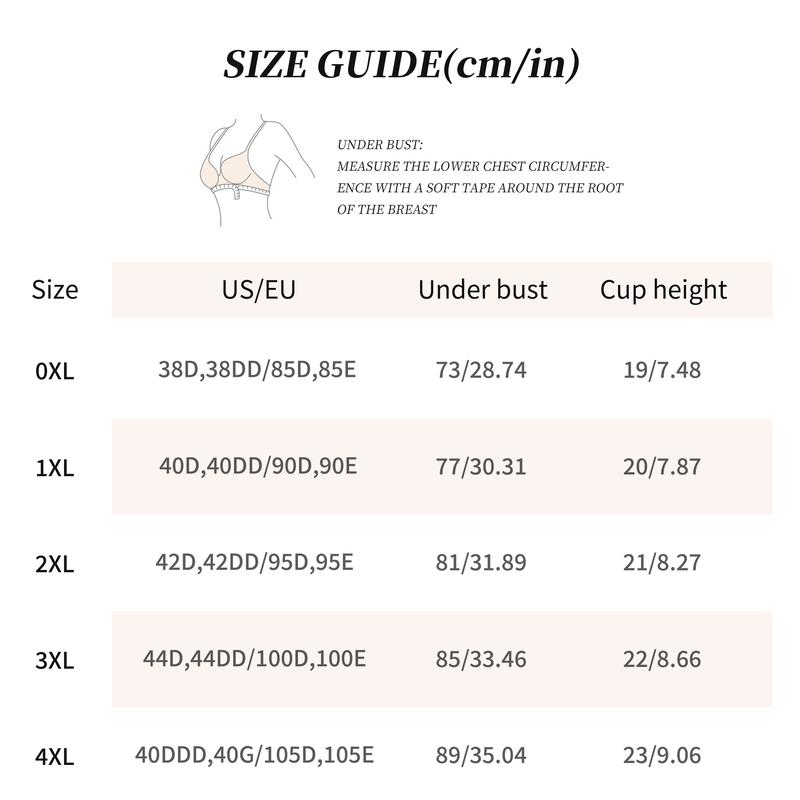 SIZE GUIDE(cm/in)
UNDER BUST:
MEASURE THE LOWER CHEST CIRCUMFER-
ENCE WITH A SOFT TAPE AROUND THE ROOT
OF THE BREAST
Size US/EU Under bust Cup height
0XL 38D,38DD/85D,85E 73/28.74 19/7.48
1XL 40D,40DD/90D,90E 77/30.31 20/7.87
2XL 42D,42DD/95D,95E 81/31.89 21/8.27
3XL 44D,44DD/100D,100E 85/33.46 22/8.66
4XL 40DDD,40G/105D,105E 89/35.04 23/9.06